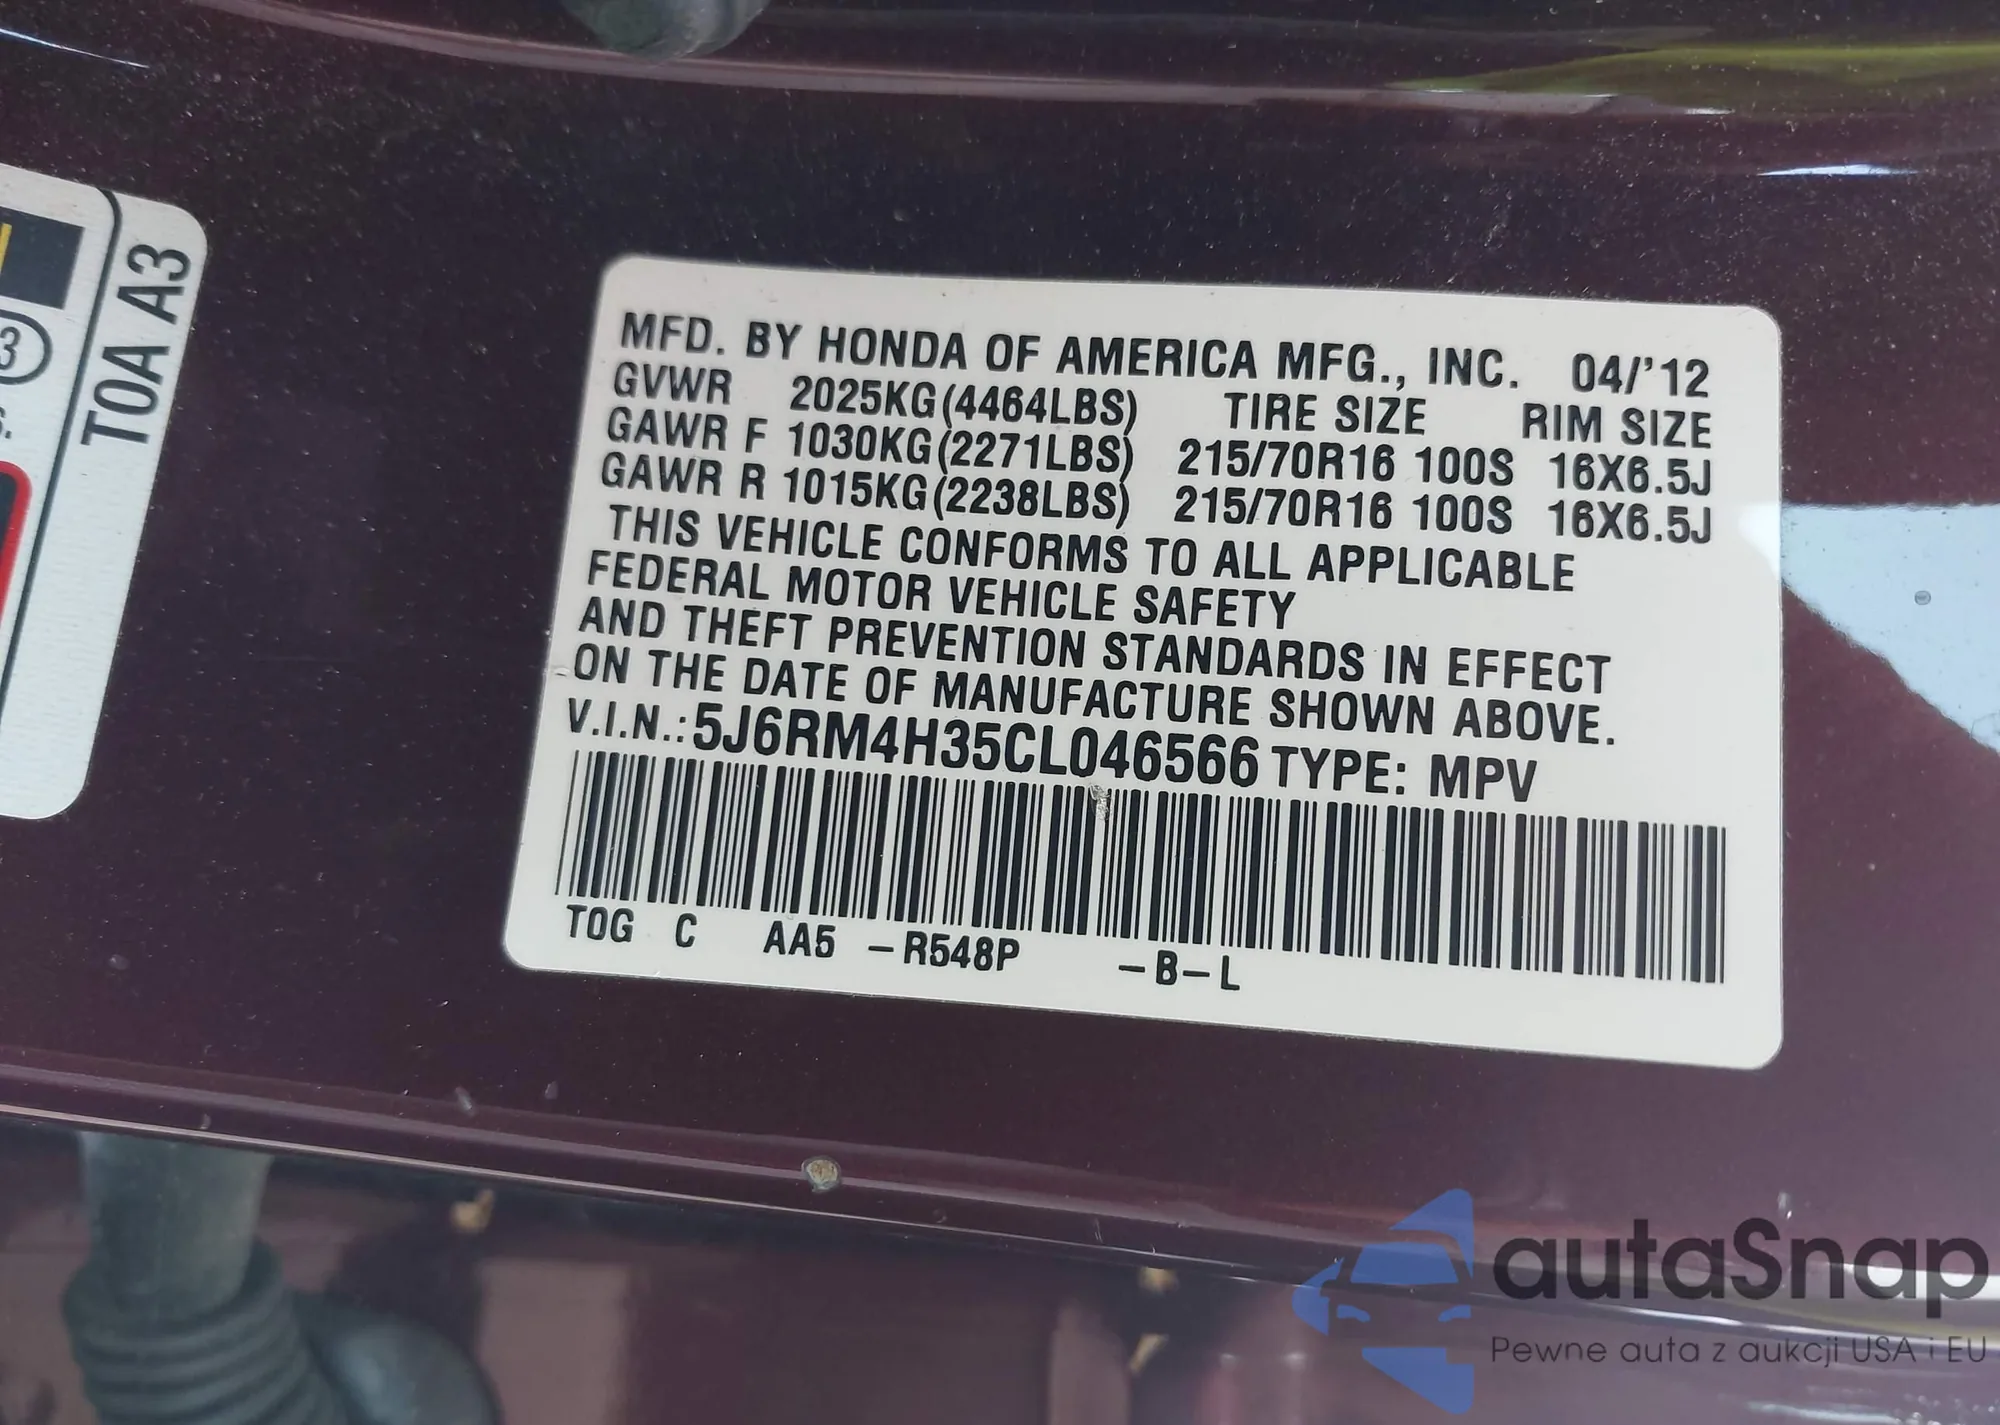 T0A A3
3
S.
MFD. BY HONDA OF AMERICA MFG., INC. 04/'12
GVWR 2025KG(4464LBS) TIRE SIZE RIM SIZE
GAWR F 1030KG(2271LBS) 215/70R16 100S 16X6.5J
GAWR R 1015KG(2238LBS) 215/70R16 100S 16X6.5J
THIS VEHICLE CONFORMS TO ALL APPLICABLE
FEDERAL MOTOR VEHICLE SAFETY
AND THEFT PREVENTION STANDARDS IN EFFECT
ON THE DATE OF MANUFACTURE SHOWN ABOVE.
V.I.N.: 5J6RM4H35CL046566 TYPE: MPV
T0G C AA5 -R548P -B-L
autaSnap
Pewne auta z aukcji USA i EU